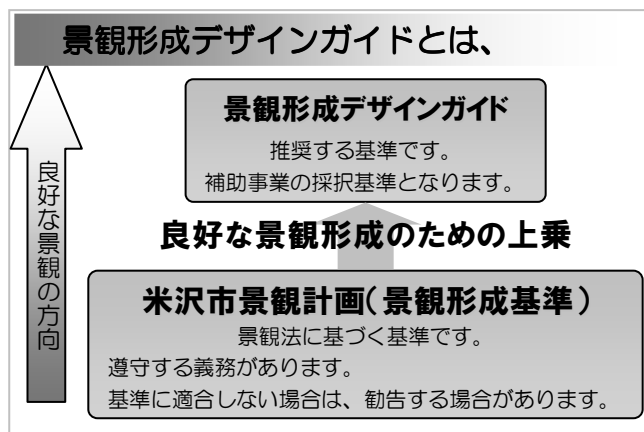 景観形成デザインガイドとは、
景観形成デザインガイド
推奨する基準です。
補助事業の採択基準となります。
良好な景観形成のための上乗
米沢市景観計画(景観形成基準)
景観法に基づく基準です。
遵守する義務があります。
基準に適合しない場合は、勧告する場合があります。
良好な景観の方向